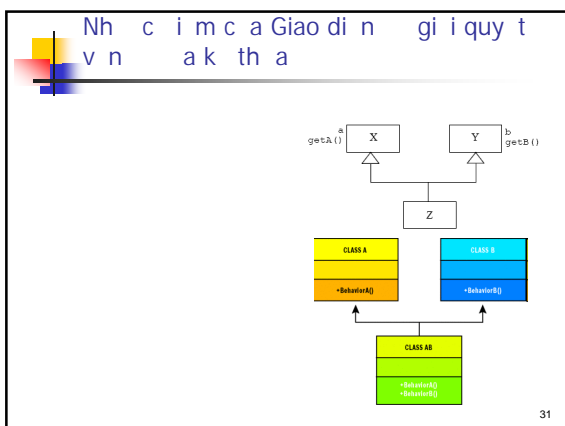 Nh c i m c a Giao di n gi i quy t
v n a k th a
a
getA()
X
Y
b
getB()
Z
CLASS A
+BehaviorA()
CLASS B
+BehaviorB()
CLASS AB
+BehaviorA()
+BehaviorB()
31